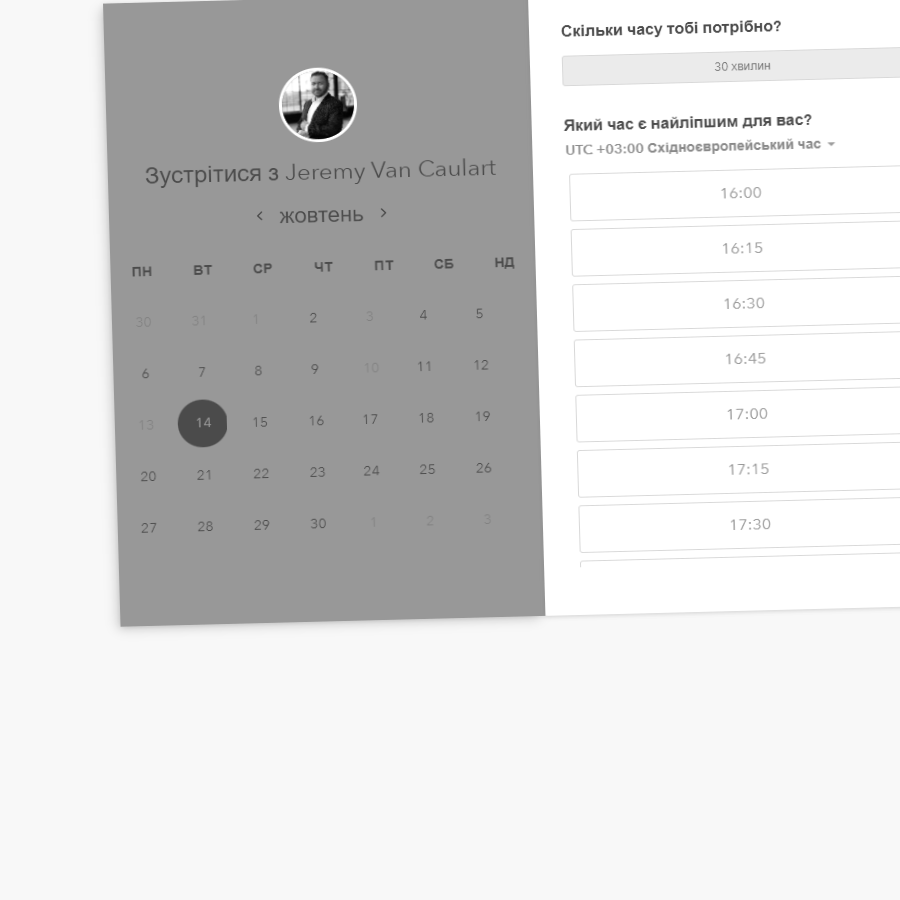 Зустрітися з Jeremy Van Caulart
жовтень
ПН ВТ СР ЧТ ПТ СБ НД
30 31 1 2 3 4 5
6 7 8 9 10 11 12
13 14 15 16 17 18 19
20 21 22 23 24 25 26
27 28 29 30 1 2 3
Скільки часу тобі потрібно?
30 хвилин
Який час є найліпшим для вас?
UTC +03:00 Східноєвропейський час
16:00
16:15
16:30
16:45
17:00
17:15
17:30